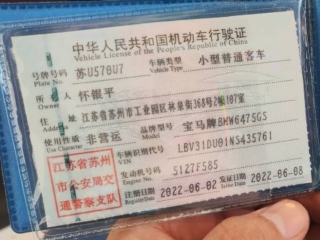 中华人民共和国机动车行驶证
Vehicle License of the People's Republic of China
号牌号码 苏U570U7 车辆类型 小型普通客车
Plate No. Vehicle Type
所有人 怀银平
Owner
住址 江苏省苏州市工业园区林泉街368号2幢107室
Address
使用性质 非营运 品牌型号 宝马牌BMW6475GS
Use Character Model
江苏省苏州
市公安局交
通警察支队
车辆识别代号 LBV31DU01NS435761
VIN
发动机号码 S127F585
Engine No.
注册日期 2022-06-02 发证日期 2022-06-08
Register Date Issue Date